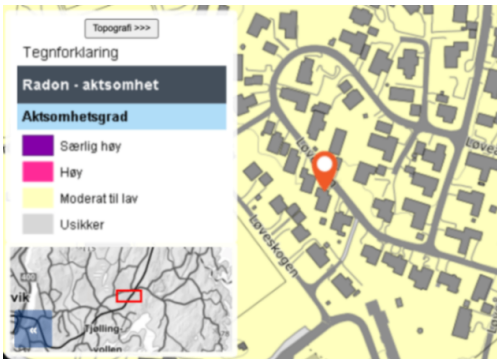 Topografi >>>
Tegnforklaring
Radon - aktsomhet
Aktsomhetsgrad
Særlig høy
Høy
Moderat til lav
Usikker
vik
«
Tjølling-
vollen
Løveskogen